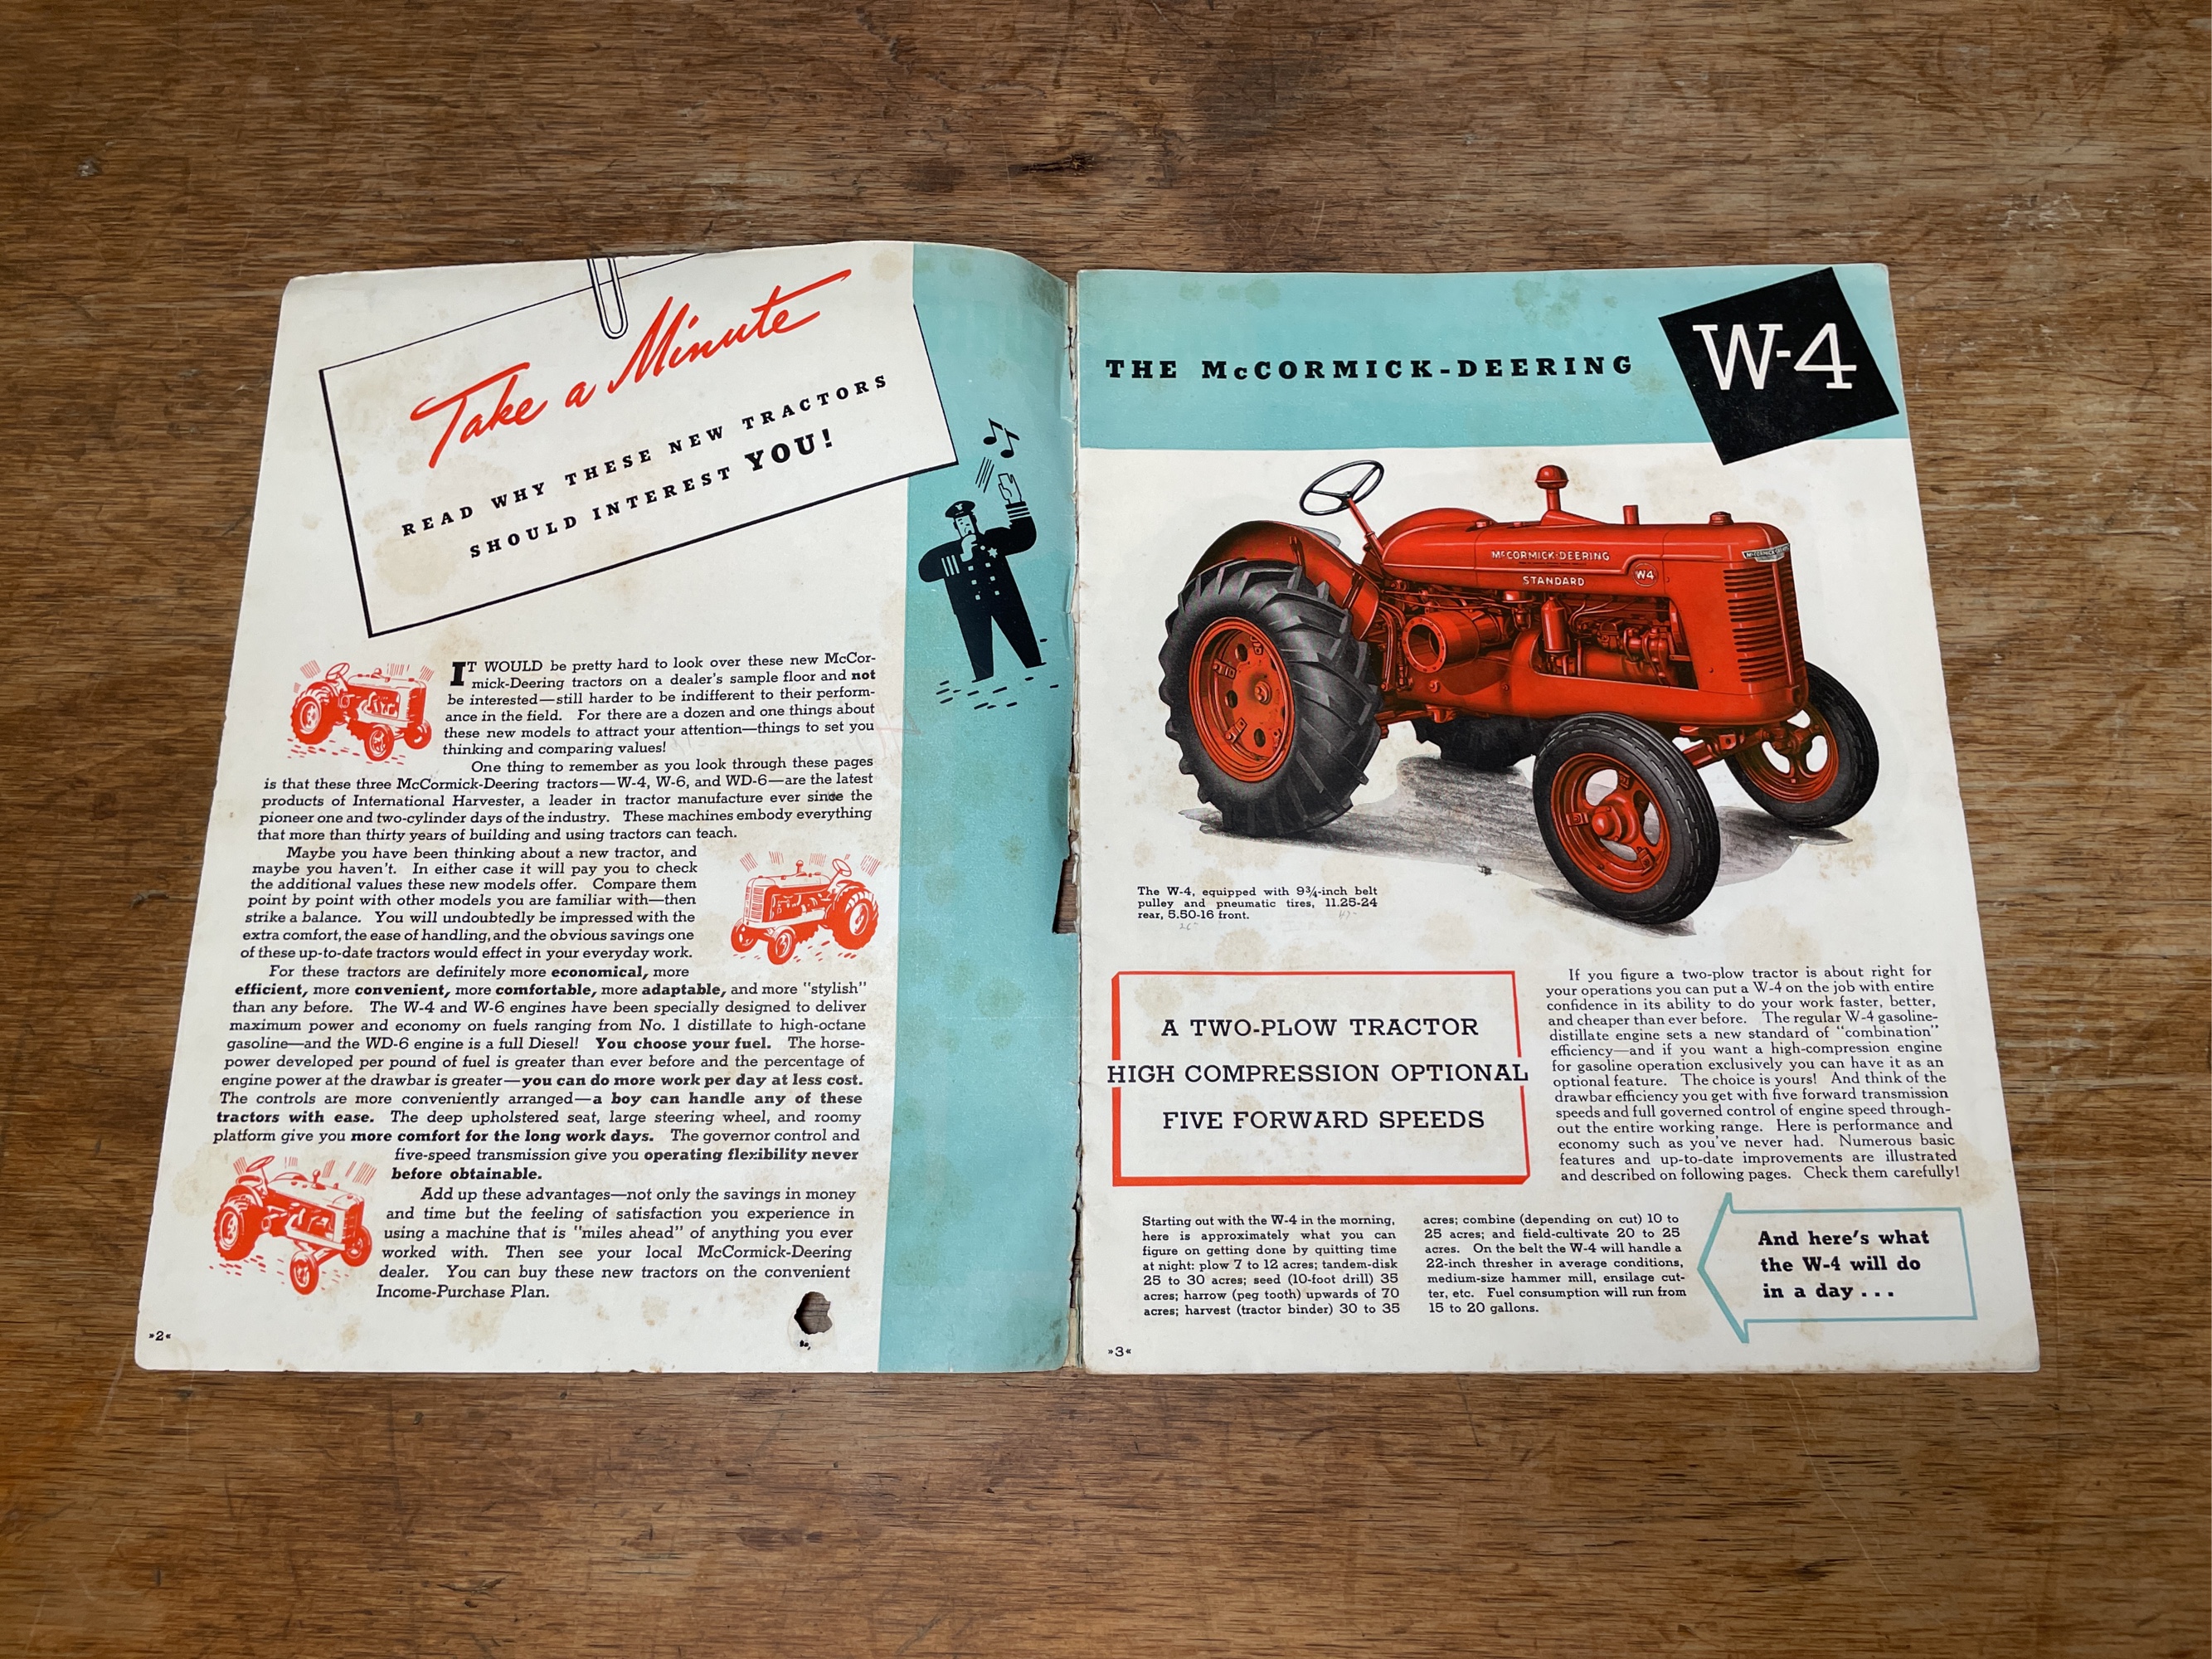 Take a Minute
READ WHY THESE NEW TRACTORS
SHOULD INTEREST YOU!
IT WOULD be pretty hard to look over these new McCor-
mick-Deering tractors on a dealer's sample floor and not
be interested—still harder to be indifferent to their perform-
ance in the field. For there are a dozen and one things about
these new models to attract your attention—things to set you
thinking and comparing values!
One thing to remember as you look through these pages
is that these three McCormick-Deering tractors—W-4, W-6, and WD-6—are the latest
products of International Harvester, a leader in tractor manufacture ever since the
pioneer one and two-cylinder days of the industry. These machines embody everything
that more than thirty years of building and using tractors can teach.
Maybe you have been thinking about a new tractor, and
maybe you haven't. In either case it will pay you to check
the additional values these new models offer. Compare them
point by point with other models you are familiar with—then
strike a balance. You will undoubtedly be impressed with the
extra comfort, the ease of handling, and the obvious savings one
of these up-to-date tractors would effect in your everyday work.
For these tractors are definitely more economical, more
efficient, more convenient, more comfortable, more adaptable, and more "stylish"
than any before. The W-4 and W-6 engines have been specially designed to deliver
maximum power and economy on fuels ranging from No. 1 distillate to high-octane
gasoline—and the WD-6 engine is a full Diesel! You choose your fuel. The horse-
power developed per pound of fuel is greater than ever before and the percentage of
engine power at the drawbar is greater—you can do more work per day at less cost.
The controls are more conveniently arranged—a boy can handle any of these
tractors with ease. The deep upholstered seat, large steering wheel, and roomy
platform give you more comfort for the long work days. The governor control and
five-speed transmission give you operating flexibility never
before obtainable.
Add up these advantages—not only the savings in money
and time but the feeling of satisfaction you experience in
using a machine that is "miles ahead" of anything you ever
worked with. Then see your local McCormick-Deering
dealer. You can buy these new tractors on the convenient
Income-Purchase Plan.
»2«
THE McCORMICK-DEERING
W-4
McCORMICK-DEERING
STANDARD
W4
The W-4, equipped with 9¾-inch belt
pulley and pneumatic tires, 11.25-24
rear, 5.50-16 front.
A TWO-PLOW TRACTOR
HIGH COMPRESSION OPTIONAL
FIVE FORWARD SPEEDS
If you figure a two-plow tractor is about right for
your operations you can put a W-4 on the job with entire
confidence in its ability to do your work faster, better,
and cheaper than ever before. The regular W-4 gasoline-
distillate engine sets a new standard of "combination"
efficiency—and if you want a high-compression engine
for gasoline operation exclusively you can have it as an
optional feature. The choice is yours! And think of the
drawbar efficiency you get with five forward transmission
speeds and full governed control of engine speed through-
out the entire working range. Here is performance and
economy such as you've never had. Numerous basic
features and up-to-date improvements are illustrated
and described on following pages. Check them carefully!
Starting out with the W-4 in the morning,
here is approximately what you can
figure on getting done by quitting time
at night: plow 7 to 12 acres; tandem-disk
25 to 30 acres; seed (10-foot drill) 35
acres; harrow (peg tooth) upwards of 70
acres; harvest (tractor binder) 30 to 35
acres; combine (depending on cut) 10 to
25 acres; and field-cultivate 20 to 25
acres. On the belt the W-4 will handle a
22-inch thresher in average conditions,
medium-size hammer mill, ensilage cut-
ter, etc. Fuel consumption will run from
15 to 20 gallons.
And here's what
the W-4 will do
in a day...
»3«